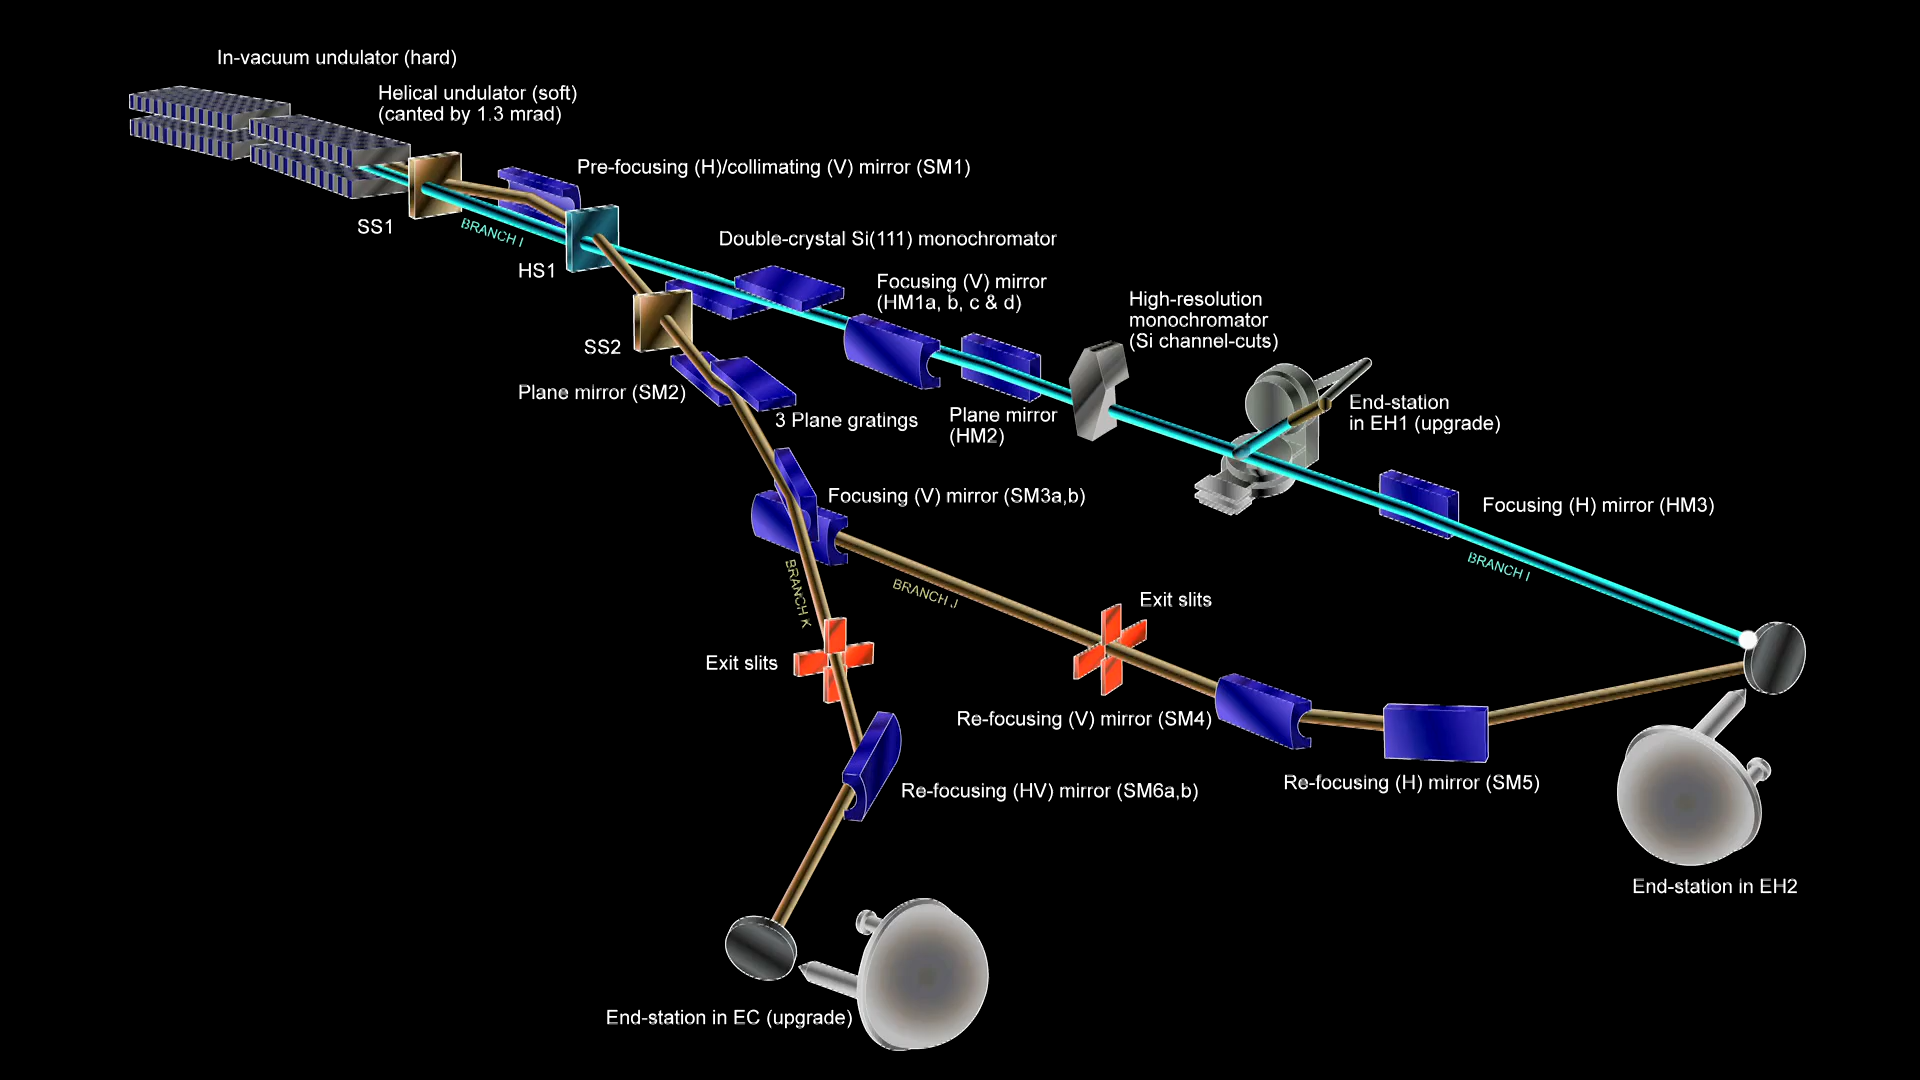 In-vacuum undulator (hard)
Helical undulator (soft)
(canted by 1.3 mrad)
Pre-focusing (H)/collimating (V) mirror (SM1)
SS1
BRANCH I
HS1
Double-crystal Si(111) monochromator
Focusing (V) mirror
(HM1a, b, c & d)
High-resolution
monochromator
(Si channel-cuts)
SS2
Plane mirror (SM2)
3 Plane gratings
Plane mirror
(HM2)
End-station
in EH1 (upgrade)
Focusing (V) mirror (SM3a,b)
Focusing (H) mirror (HM3)
BRANCH I
BRANCH K
BRANCH J
Exit slits
Exit slits
Re-focusing (V) mirror (SM4)
Re-focusing (HV) mirror (SM6a,b)
Re-focusing (H) mirror (SM5)
End-station in EH2
End-station in EC (upgrade)